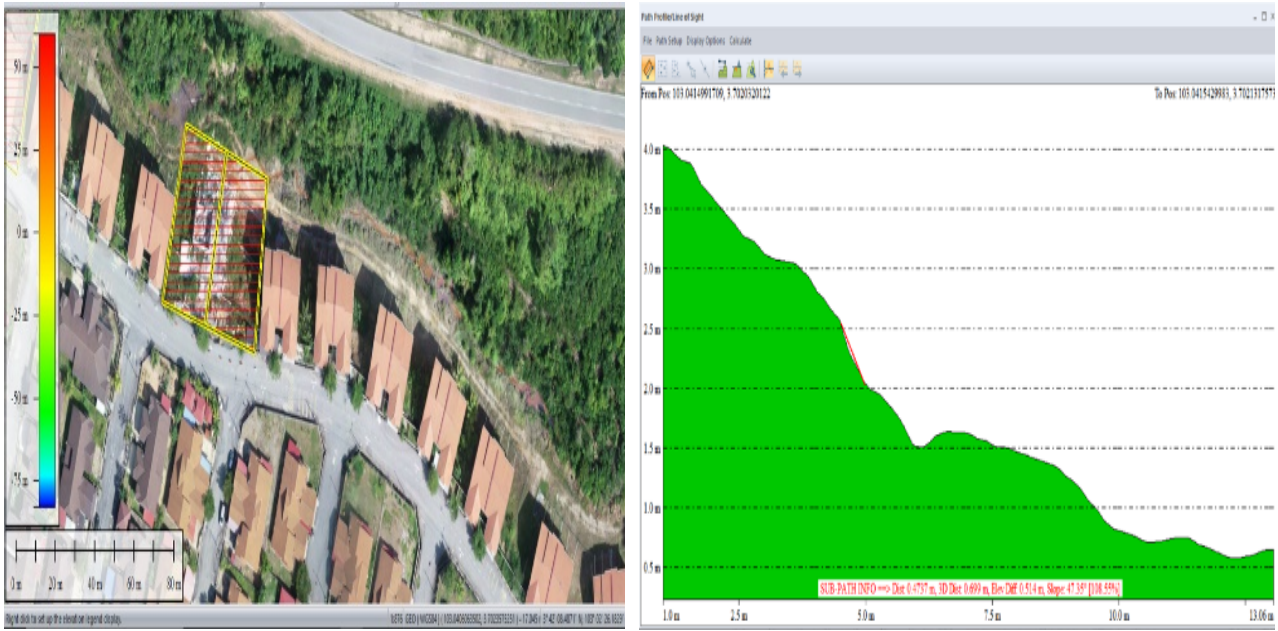 50 m
25 m
0 m
-25 m
-50 m
-75 m
0 m 20 m 40 m 60 m 80 m
Right click to set up the elevation legend display.
Path Profile/Line of Sight
File Path Setup Display Options Calculate
From Pos: 103.0414991709, 3.7020320122
To Pos: 103.0415429983, 3.7021317573
4.0 m
3.5 m
3.0 m
2.5 m
2.0 m
1.5 m
1.0 m
0.5 m
SUB-PATH INFO ==> Dist 0.4737 m, 3D Dist: 0.699 m, Elev Diff 0.514 m, Slope: 47.35° [108.55%]
1.0 m 2.5 m 5.0 m 7.5 m 10.0 m 13.06 m